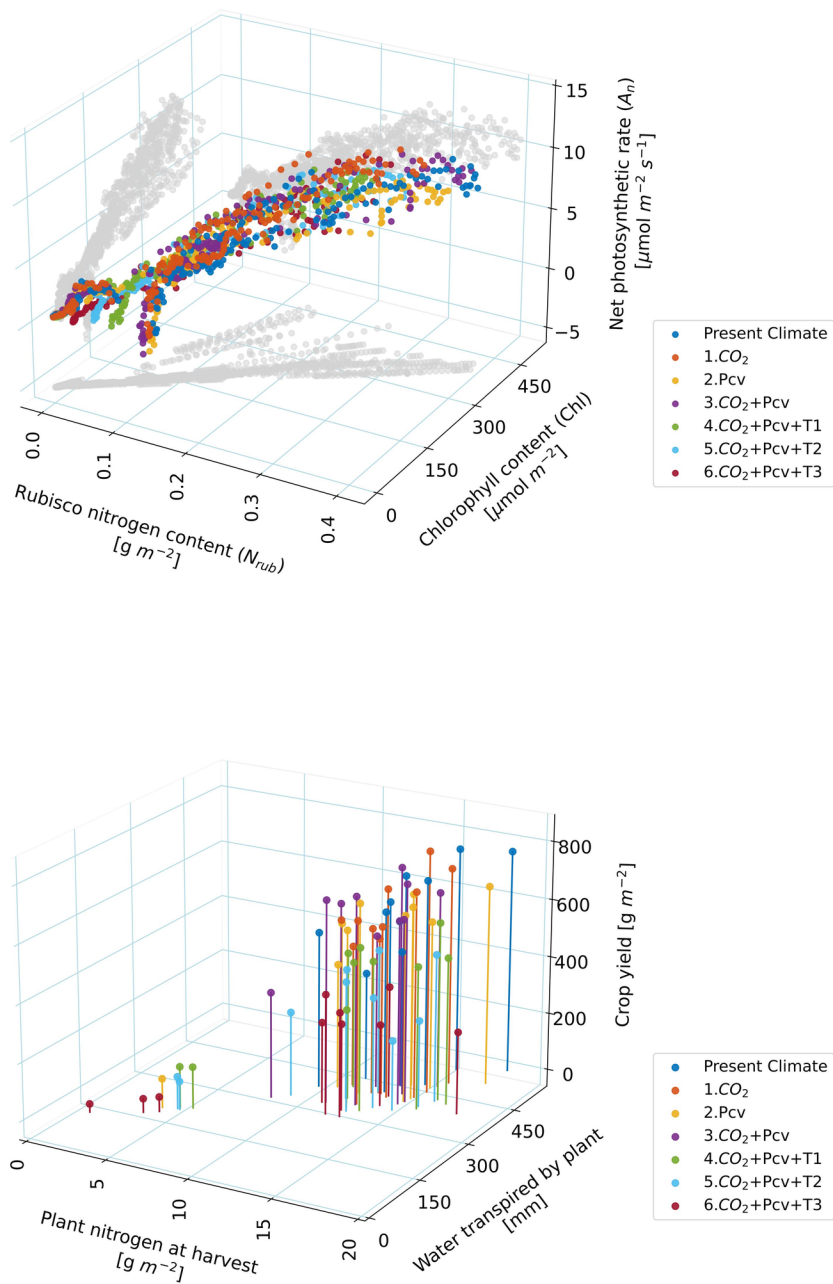 15
10
5
0
−5
Net photosynthetic rate (Aₙ)
[μmol m⁻² s⁻¹]
0.0
0.1
0.2
0.3
0.4
Rubisco nitrogen content (N_rub)
[g m⁻²]
0
150
300
450
Chlorophyll content (Chl)
[μmol m⁻²]
Present Climate
1.CO₂
2.Pcv
3.CO₂+Pcv
4.CO₂+Pcv+T1
5.CO₂+Pcv+T2
6.CO₂+Pcv+T3
800
600
400
200
0
Crop yield [g m⁻²]
0
5
10
15
20
Plant nitrogen at harvest
[g m⁻²]
0
150
300
450
Water transpired by plant
[mm]
Present Climate
1.CO₂
2.Pcv
3.CO₂+Pcv
4.CO₂+Pcv+T1
5.CO₂+Pcv+T2
6.CO₂+Pcv+T3